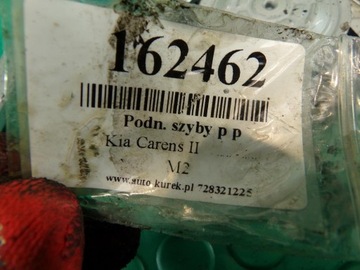 162462
Podn. szyby p p
Kia Carens II
M2
www.auto kurek.pl 728321225